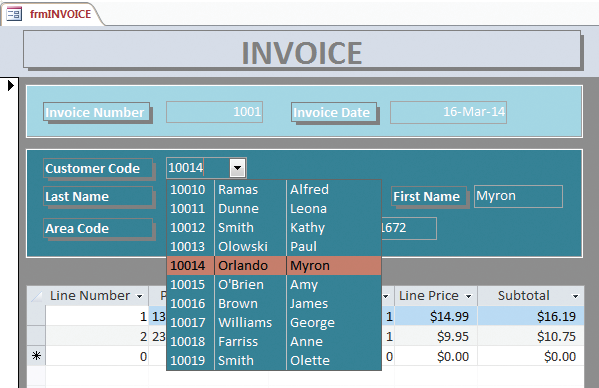 frmINVOICE
INVOICE
Invoice Number 1001 Invoice Date 16-Mar-14
Customer Code 10014
Last Name First Name Myron
Area Code 1672
10010 Ramas Alfred
10011 Dunne Leona
10012 Smith Kathy
10013 Olowski Paul
10014 Orlando Myron
10015 O'Brien Amy
10016 Brown James
10017 Williams George
10018 Farriss Anne
10019 Smith Olette
Line Number P Line Price Subtotal
1 13 1 $14.99 $16.19
2 23 1 $9.95 $10.75
0 0 $0.00 $0.00